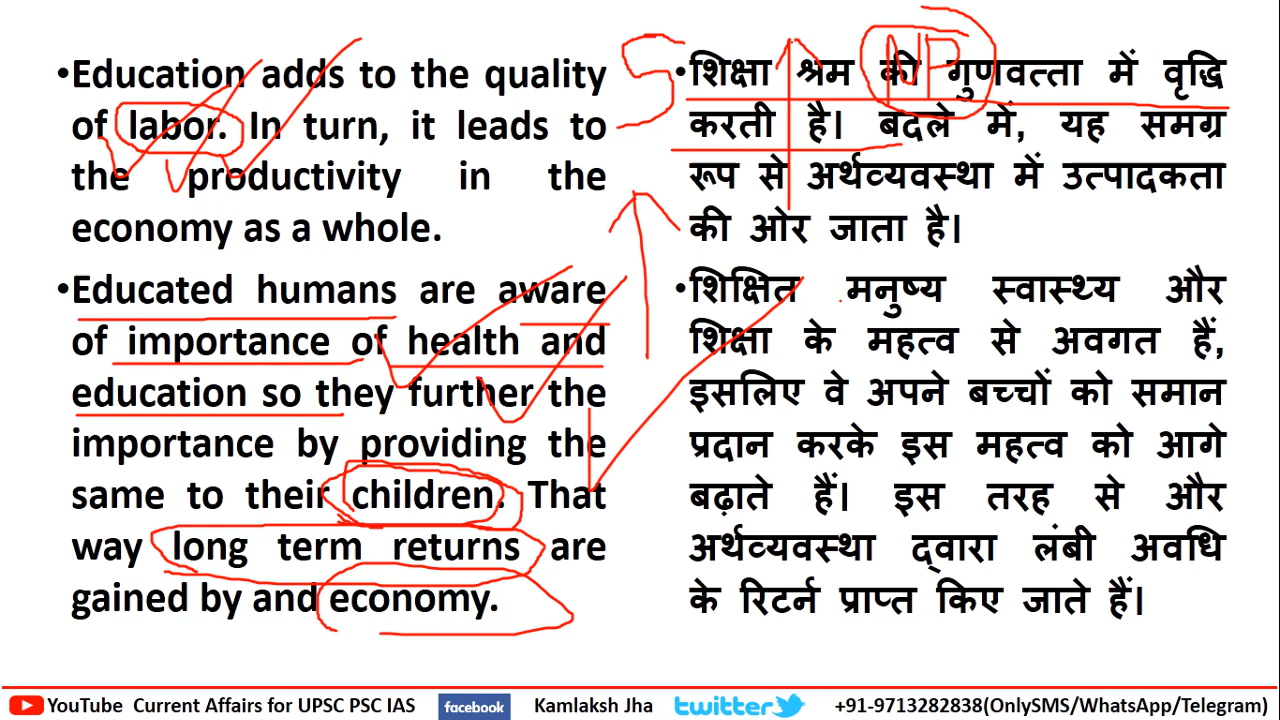 •Education adds to the quality
of labor. In turn, it leads to
the productivity in the
economy as a whole.
•Educated humans are aware
of importance of health and
education so they further the
importance by providing the
same to their children. That
way long term returns are
gained by and economy.
S
NP
•शिक्षा श्रम की गुणवत्ता में वृद्धि
करती है। बदले में, यह समग्र
रूप से अर्थव्यवस्था में उत्पादकता
की ओर जाता है।
•शिक्षित मनुष्य स्वास्थ्य और
शिक्षा के महत्व से अवगत हैं,
इसलिए वे अपने बच्चों को समान
प्रदान करके इस महत्व को आगे
बढ़ाते हैं। इस तरह से और
अर्थव्यवस्था द्वारा लंबी अवधि
के रिटर्न प्राप्त किए जाते हैं।
YouTube Current Affairs for UPSC PSC IAS facebook Kamlaksh Jha twitter +91-9713282838(OnlySMS/WhatsApp/Telegram)